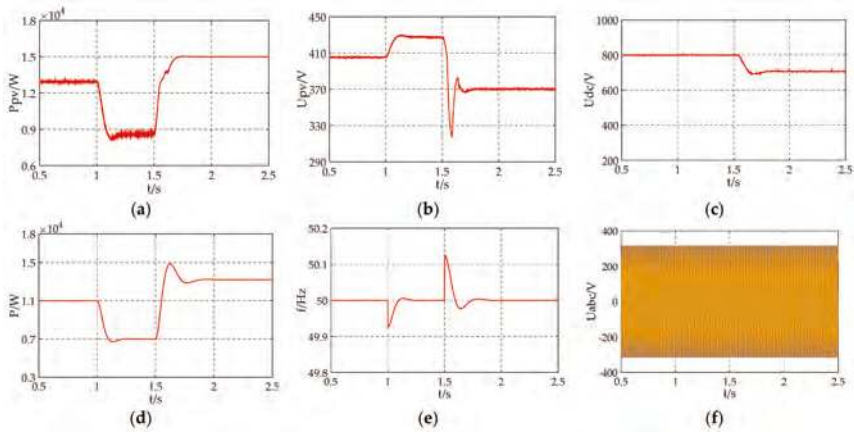 ×10⁴
Ppv/W
1.8
1.5
1.2
0.9
0.6
0.5 1 1.5 2 2.5
t/s
(a)
Upv/V
450
410
370
330
290
0.5 1 1.5 2 2.5
t/s
(b)
Udc/V
1000
800
600
400
200
0.5 1 1.5 2 2.5
t/s
(c)
×10⁴
P/W
1.8
1.5
1.1
0.7
0.3
0.5 1 1.5 2 2.5
t/s
(d)
f/Hz
50.2
50.1
50
49.9
49.8
0.5 1 1.5 2 2.5
t/s
(e)
Uabc/V
400
200
0
-200
-400
0.5 1 1.5 2 2.5
t/s
(f)